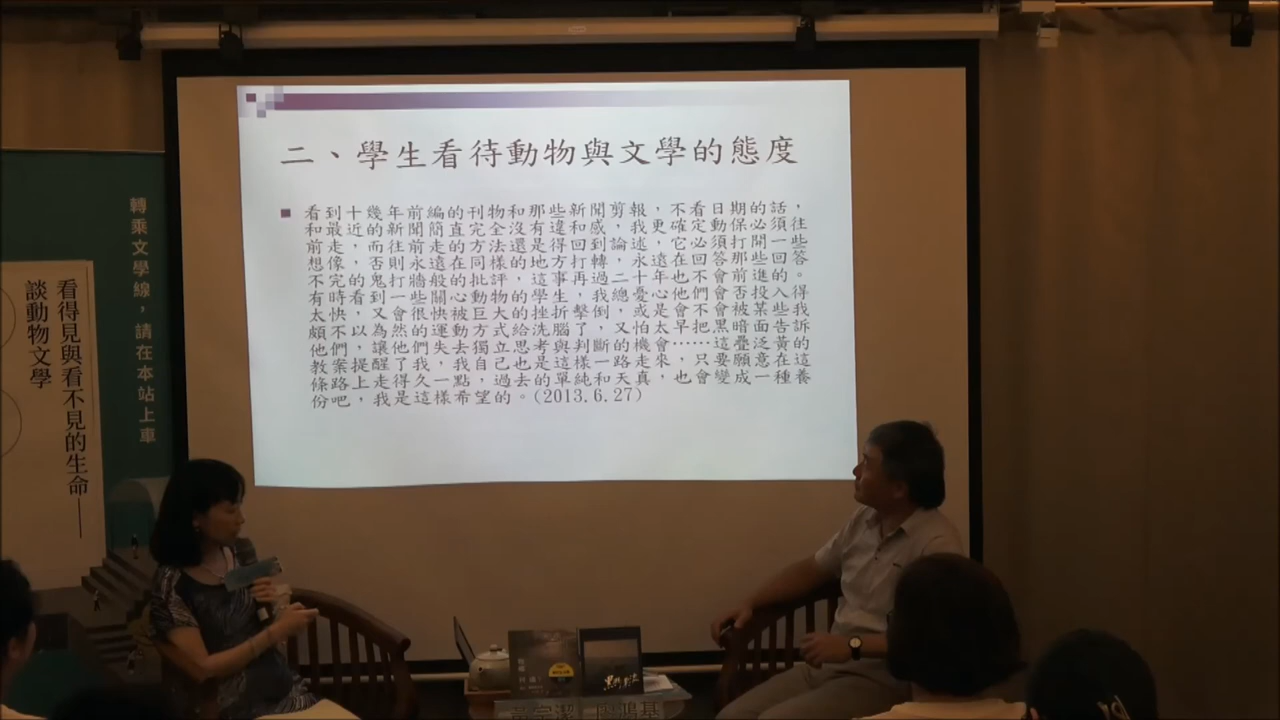 二、學生看待動物與文學的態度
看到十幾年前編的刊物和那些新聞剪報，不看日期的話，
和最近的新聞簡直完全沒有違和感，我更確定動保必須往
前走，而往前走的方法還是得回到論述，它必須打開一些
想像，否則永遠在同樣的地方打轉，永遠在回答那些回答
不完的鬼打牆般的批評，這事再過二十年也不會前進的。
有時看到一些關心動物的學生，我總憂心他們會否投入得
太快，又會很快被巨大的挫折擊倒，或是會不會被某些我
頗不以為然的運動方式給洗腦了，又怕太早把黑暗面告訴
他們，讓他們失去獨立思考與判斷的機會……這疊泛黃的
教案提醒了我，我自己也是這樣一路走來，只要願意在這
條路上走得久一點，過去的單純和天真，也會變成一種養
份吧，我是這樣希望的。(2013.6.27)
轉乘文學線，請在本站上車
看得見與看不見的生命——
談動物文學
黃宗潔
廖鴻基